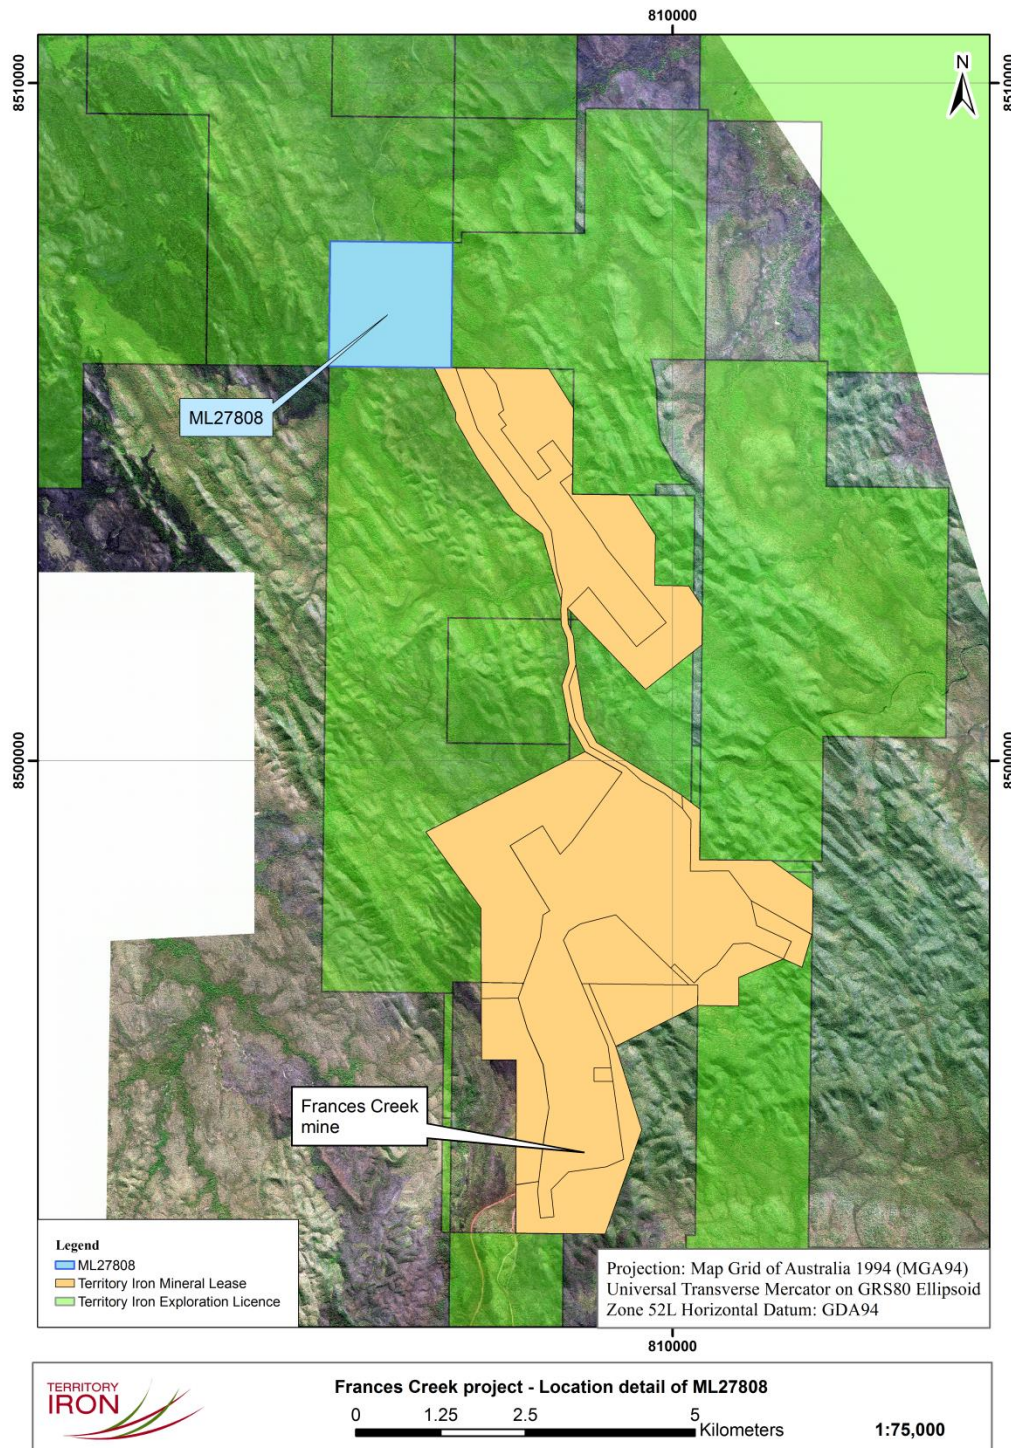 810000
8510000
8510000
N
ML27808
8500000
8500000
Frances Creek
mine
Legend
ML27808
Territory Iron Mineral Lease
Territory Iron Exploration Licence
Projection: Map Grid of Australia 1994 (MGA94)
Universal Transverse Mercator on GRS80 Ellipsoid
Zone 52L Horizontal Datum: GDA94
810000
TERRITORY
IRON
Frances Creek project - Location detail of ML27808
0 1.25 2.5 5
Kilometers
1:75,000